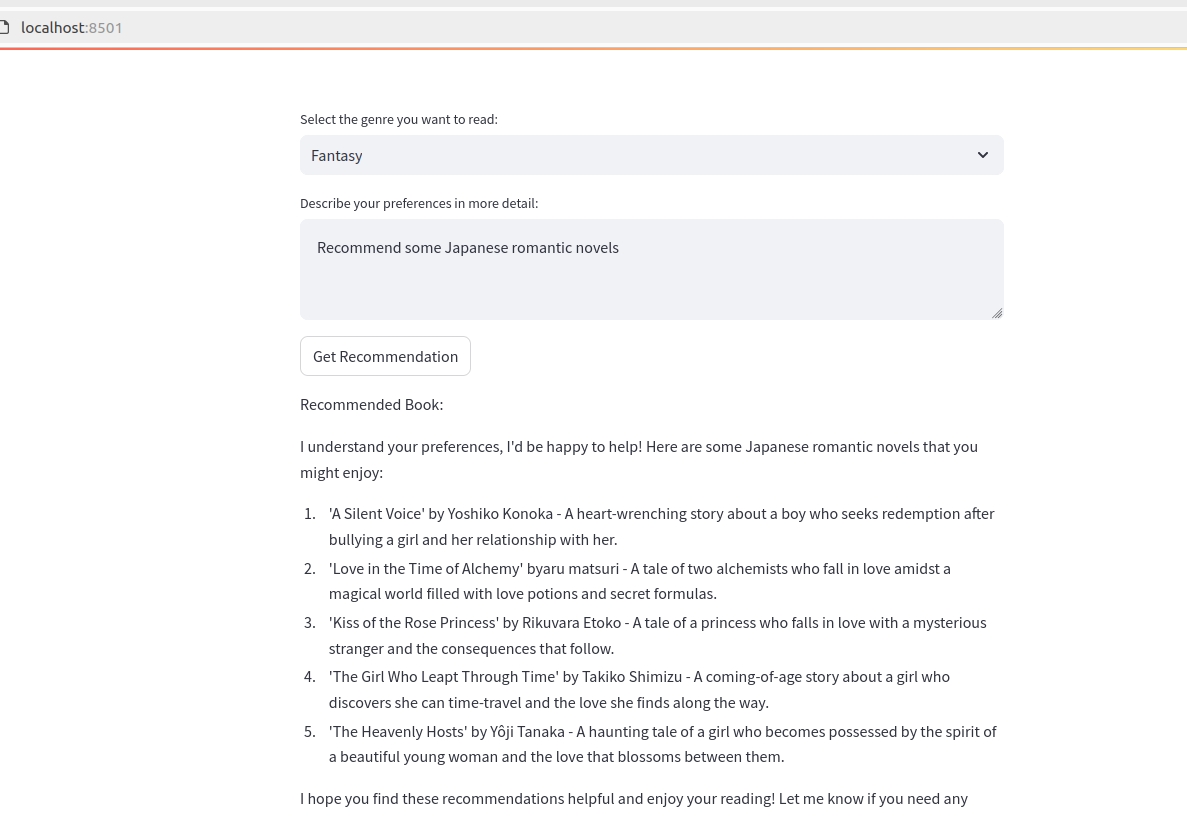 localhost:8501
Select the genre you want to read:
Fantasy
Describe your preferences in more detail:
Recommend some Japanese romantic novels
Get Recommendation
Recommended Book:
I understand your preferences, I'd be happy to help! Here are some Japanese romantic novels that you
might enjoy:
1. 'A Silent Voice' by Yoshiko Konoka - A heart-wrenching story about a boy who seeks redemption after
bullying a girl and her relationship with her.
2. 'Love in the Time of Alchemy' byaru matsuri - A tale of two alchemists who fall in love amidst a
magical world filled with love potions and secret formulas.
3. 'Kiss of the Rose Princess' by Rikuvara Etoko - A tale of a princess who falls in love with a mysterious
stranger and the consequences that follow.
4. 'The Girl Who Leapt Through Time' by Takiko Shimizu - A coming-of-age story about a girl who
discovers she can time-travel and the love she finds along the way.
5. 'The Heavenly Hosts' by Yôji Tanaka - A haunting tale of a girl who becomes possessed by the spirit of
a beautiful young woman and the love that blossoms between them.
I hope you find these recommendations helpful and enjoy your reading! Let me know if you need any